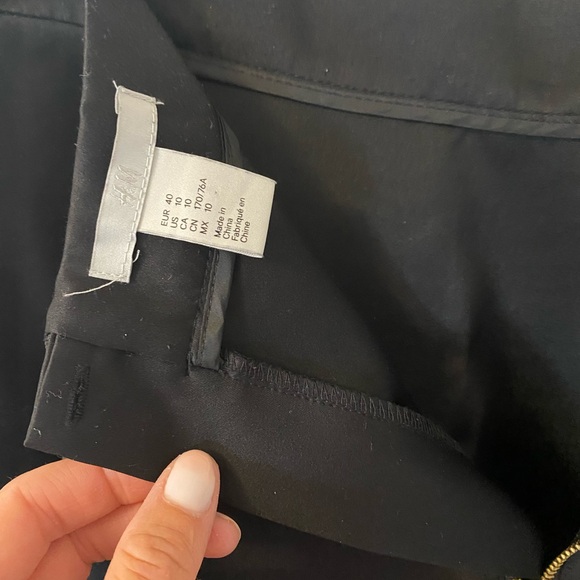 H&M
EUR 40
US 10
CA 10
CN 170/76A
MX 10
Made in
China
Fabriqué en
Chine